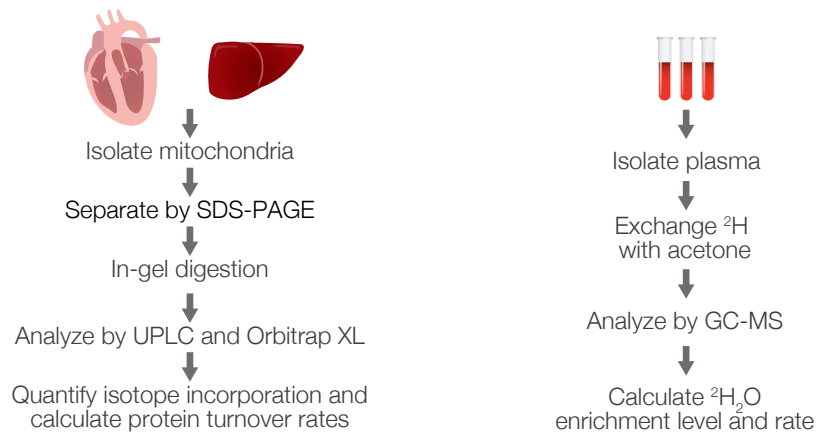 Isolate mitochondria
Separate by SDS-PAGE
In-gel digestion
Analyze by UPLC and Orbitrap XL
Quantify isotope incorporation and
calculate protein turnover rates
Isolate plasma
Exchange ²H
with acetone
Analyze by GC-MS
Calculate ²H₂O
enrichment level and rate